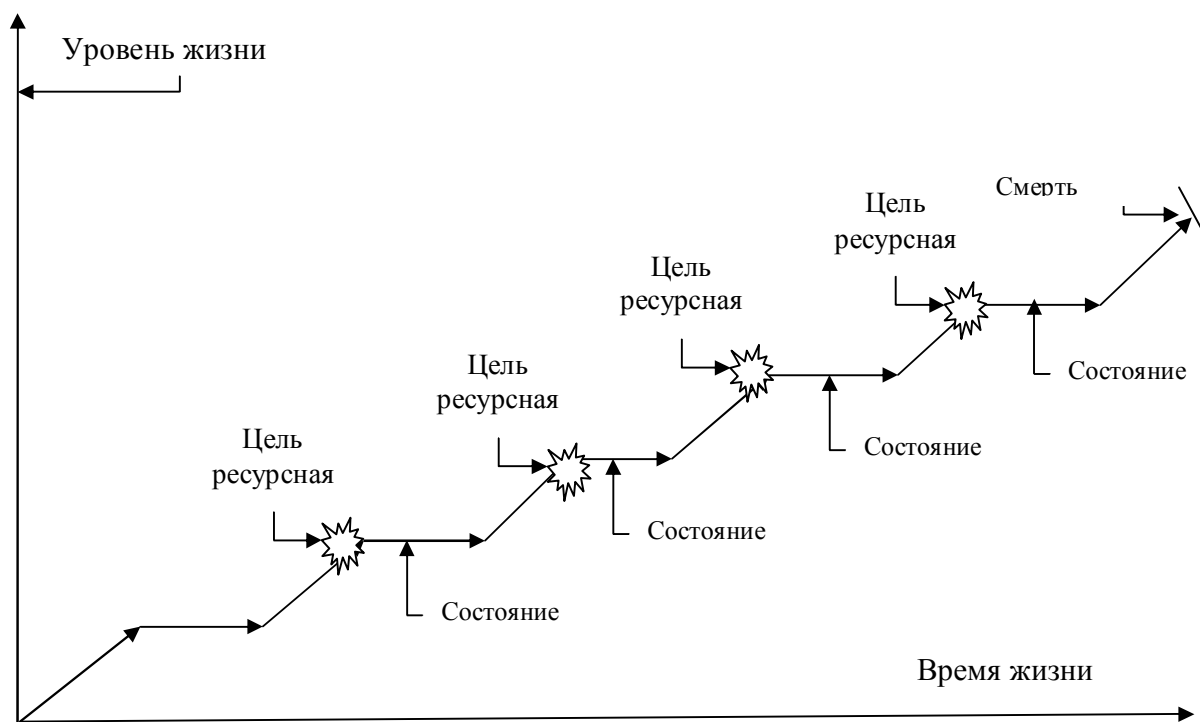 Уровень жизни
Смерть
Цель
ресурсная
Цель
ресурсная
Цель
ресурсная
Цель
ресурсная
Состояние
Состояние
Состояние
Состояние
Время жизни